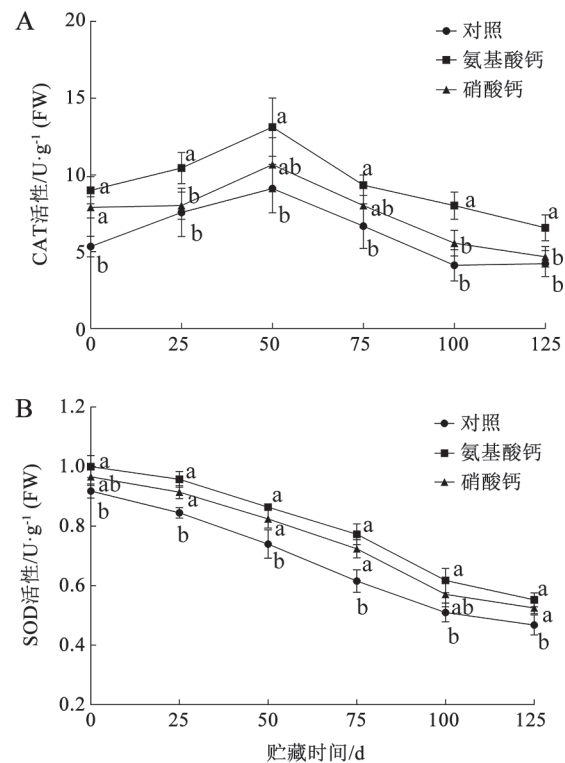 A
对照
氨基酸钙
硝酸钙
CAT活性/U·g⁻¹ (FW)
20
15
10
5
0
a a a a a a
a b ab ab b b
b b b b b b
0 25 50 75 100 125
B
对照
氨基酸钙
硝酸钙
SOD活性/U·g⁻¹ (FW)
1.2
1.0
0.8
0.6
0.4
0.2
a a a a a a
ab a a a ab a
b b b b b b
0 25 50 75 100 125
贮藏时间/d